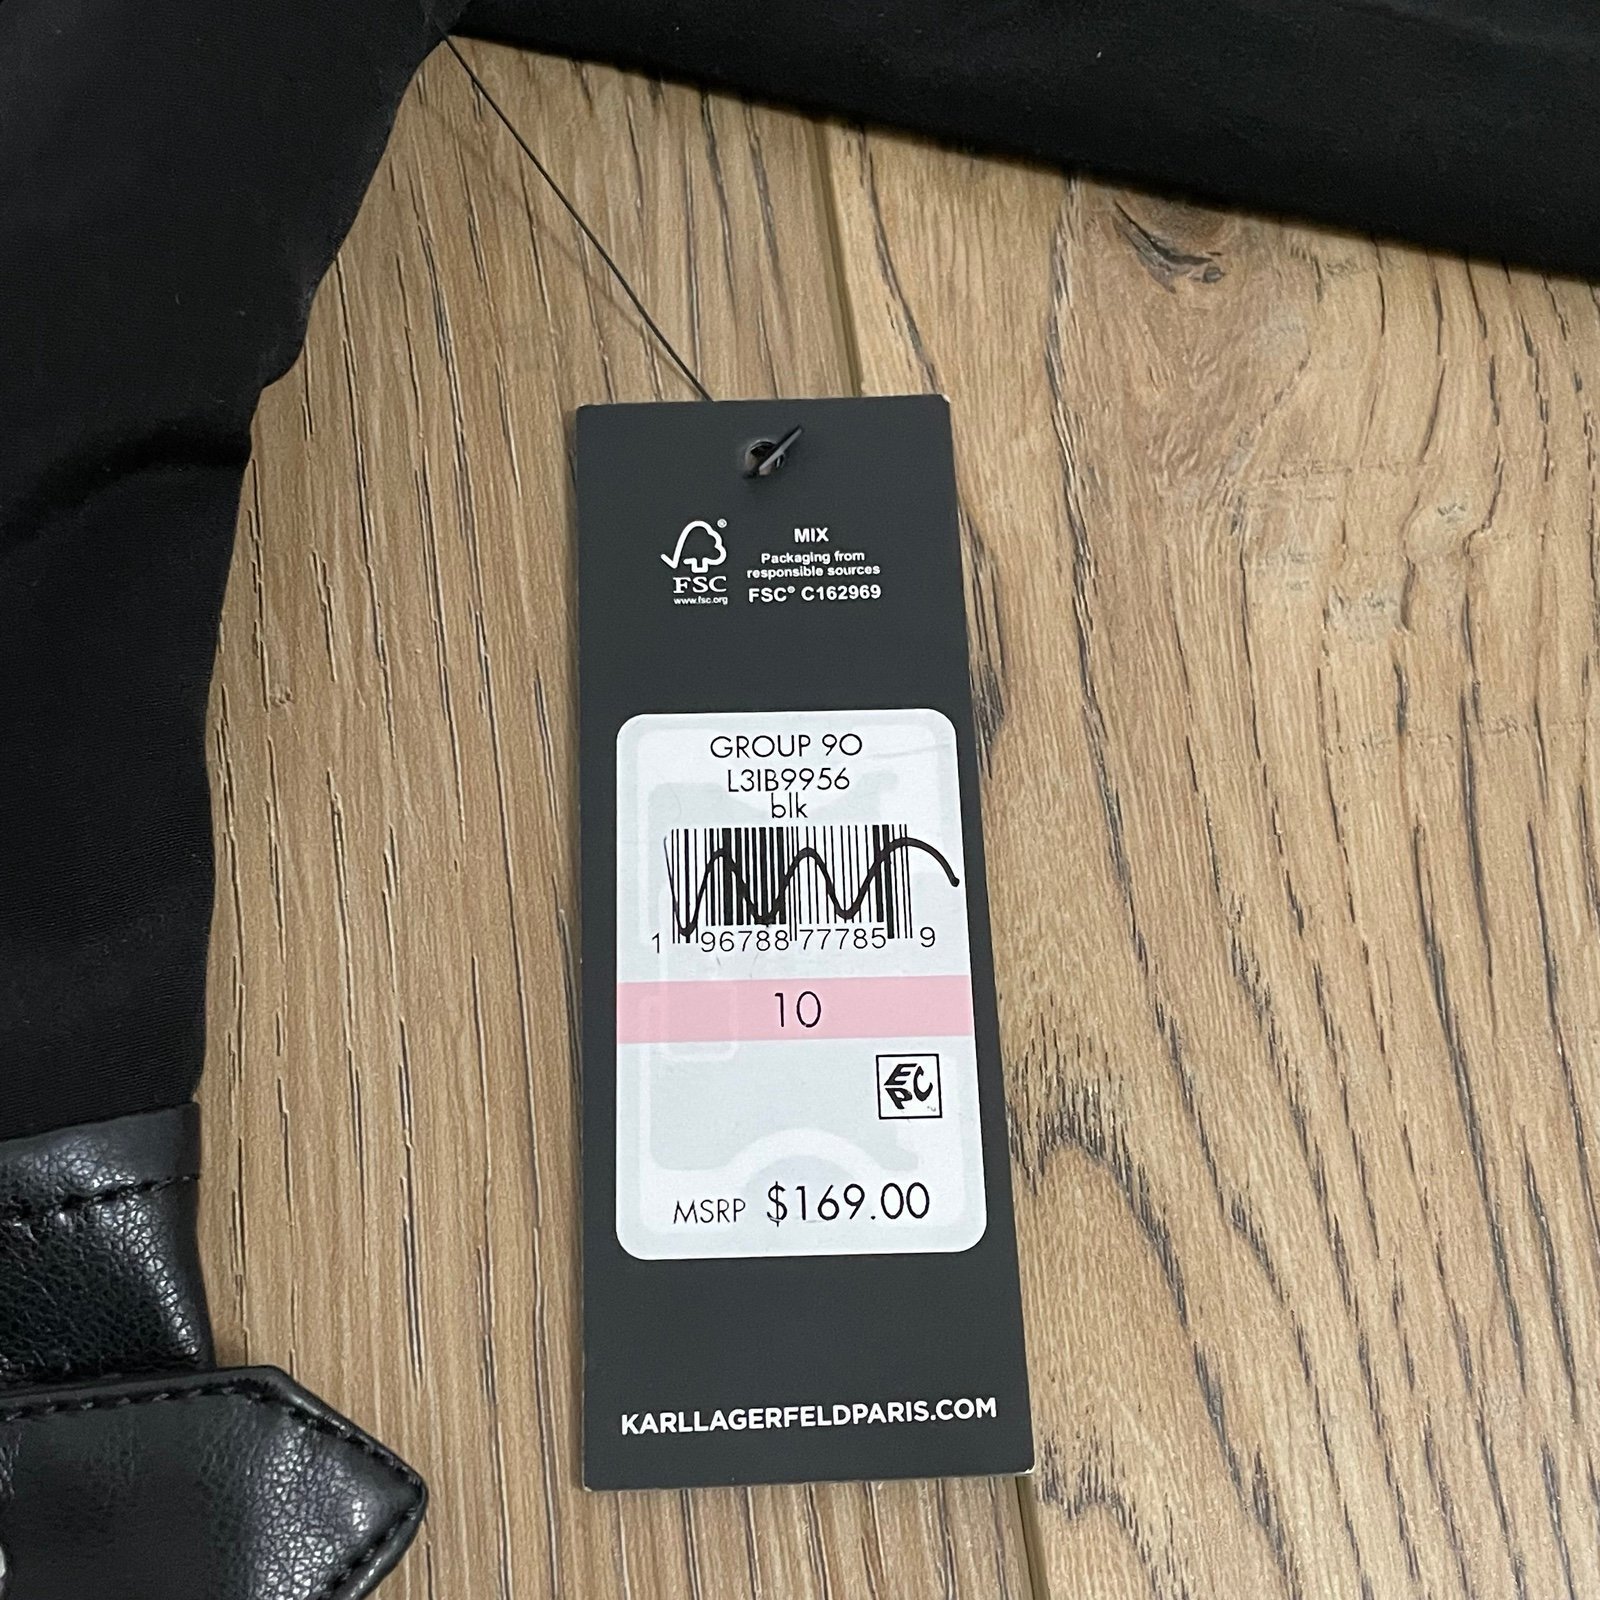 FSC®
www.fsc.org
MIX
Packaging from
responsible sources
FSC® C162969
GROUP 90
L3IB9956
blk
1 96788 77785 9
10
EPC
MSRP $169.00
KARLLAGERFELDPARIS.COM